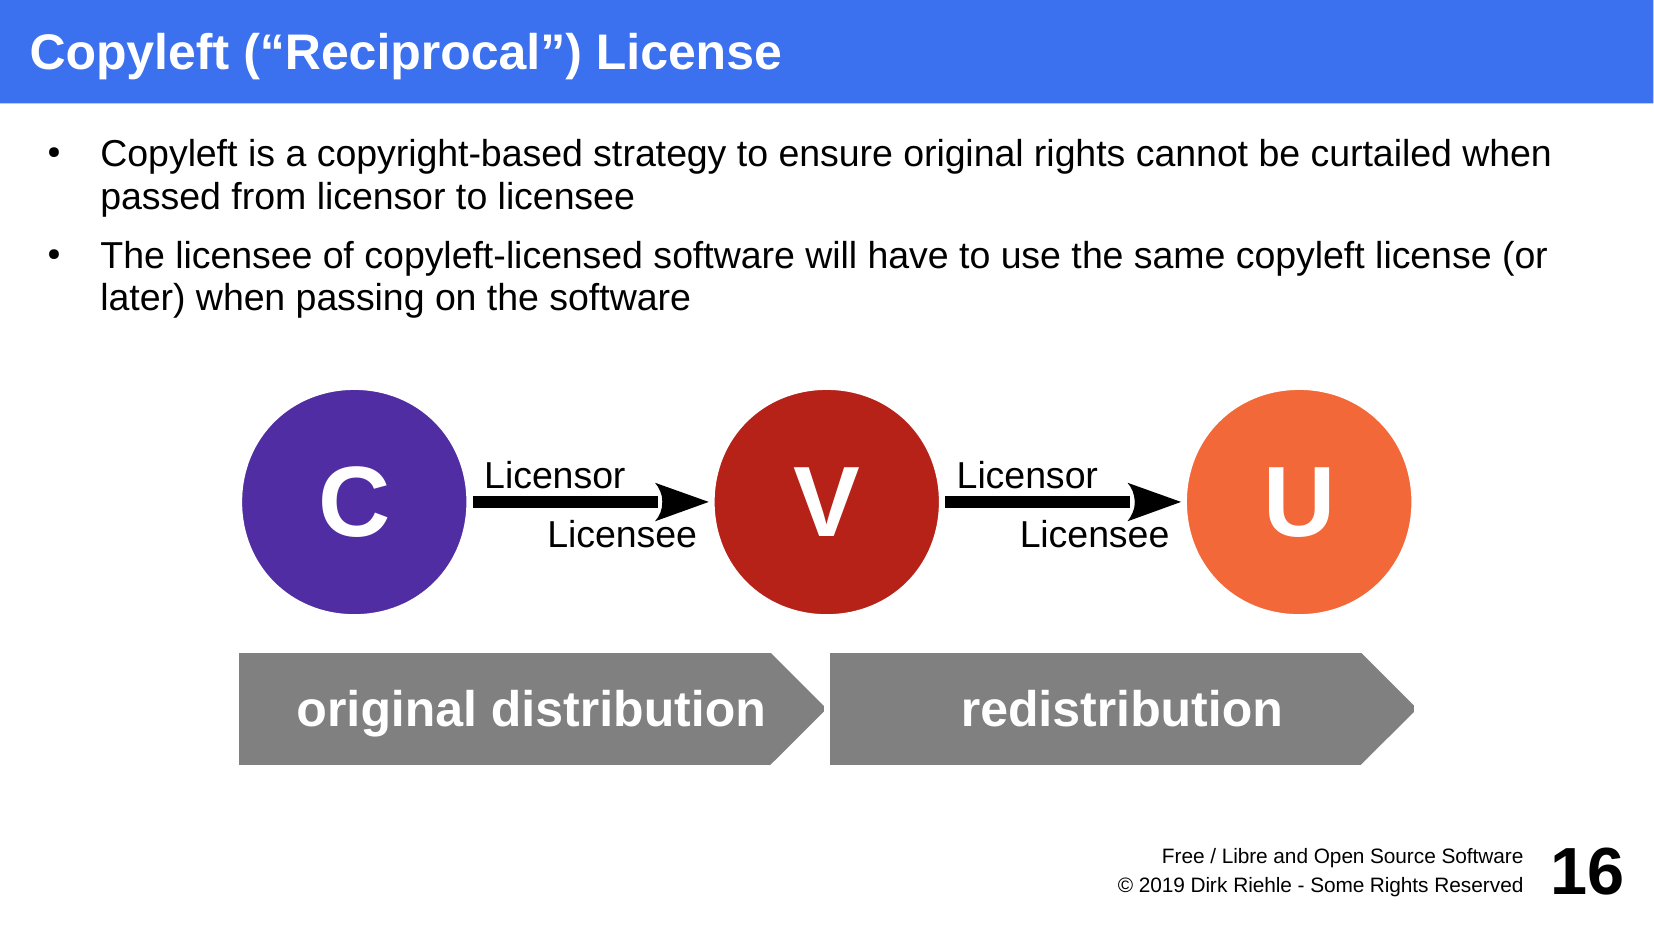 Copyleft (“Reciprocal”) License
• Copyleft is a copyright-based strategy to ensure original rights cannot be curtailed when
passed from licensor to licensee
• The licensee of copyleft-licensed software will have to use the same copyleft license (or
later) when passing on the software
C
Licensor
Licensee
V
Licensor
Licensee
U
original distribution
redistribution
Free / Libre and Open Source Software
© 2019 Dirk Riehle - Some Rights Reserved
16